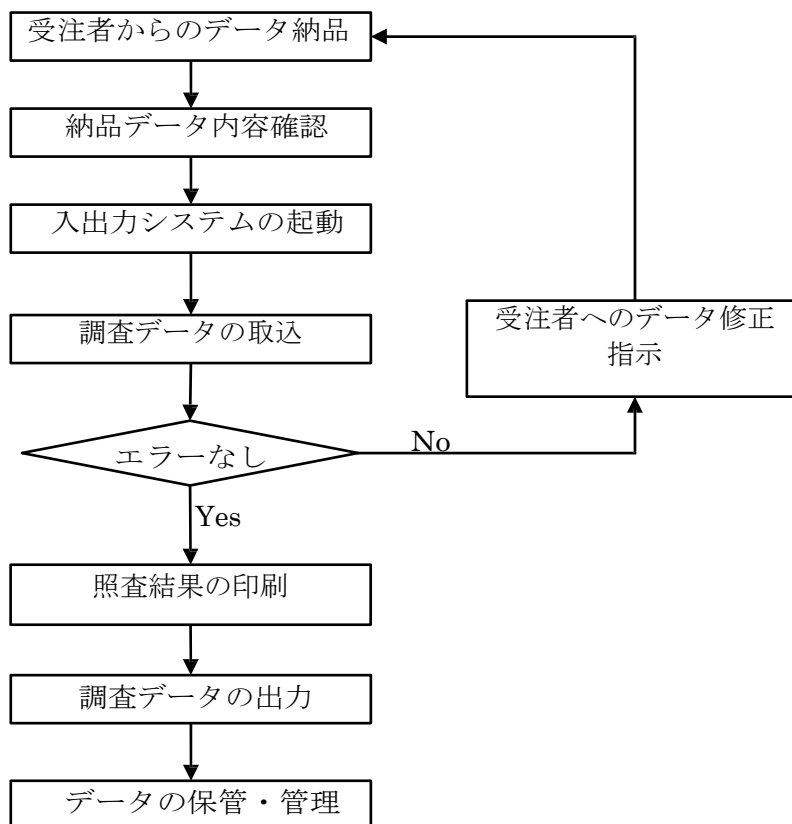 受注者からのデータ納品
納品データ内容確認
入出力システムの起動
調査データの取込
受注者へのデータ修正
指示
エラーなし
No
Yes
照査結果の印刷
調査データの出力
データの保管・管理